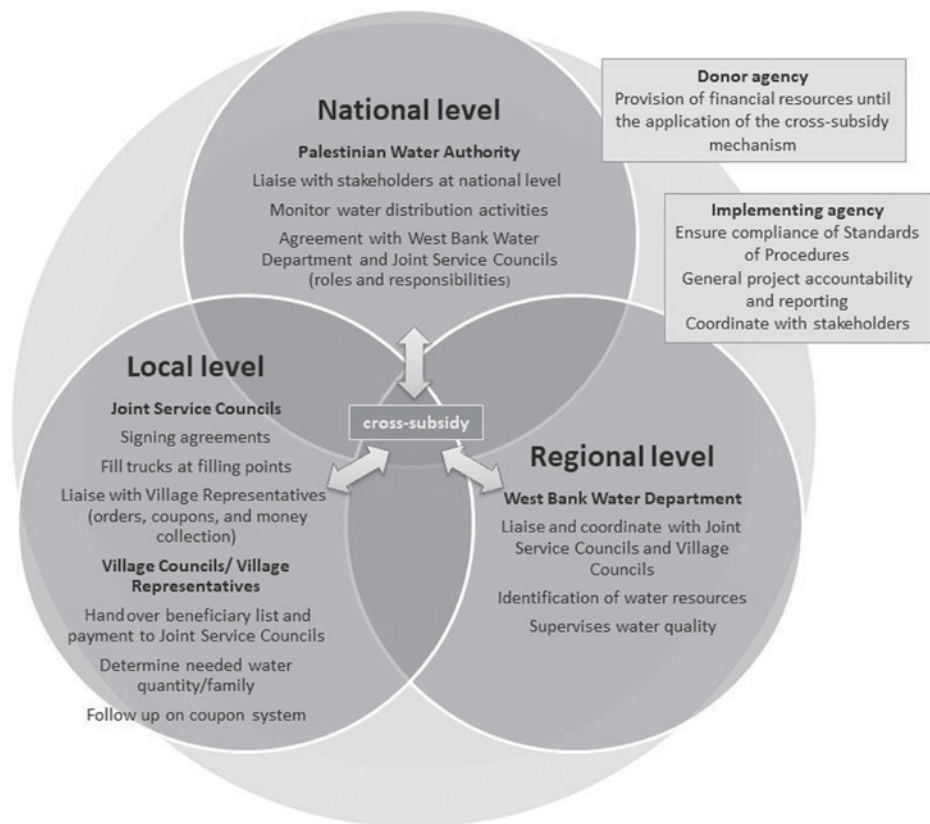 National level
Palestinian Water Authority
Liaise with stakeholders at national level
Monitor water distribution activities
Agreement with West Bank Water
Department and Joint Service Councils
(roles and responsibilities)
Donor agency
Provision of financial resources until
the application of the cross-subsidy
mechanism
Implementing agency
Ensure compliance of Standards
of Procedures
General project accountability
and reporting
Coordinate with stakeholders
cross-subsidy
Local level
Joint Service Councils
Signing agreements
Fill trucks at filling points
Liaise with Village Representatives
(orders, coupons, and money
collection)
Village Councils/ Village
Representatives
Handover beneficiary list and
payment to Joint Service Councils
Determine needed water
quantity/family
Follow up on coupon system
Regional level
West Bank Water Department
Liaise and coordinate with Joint
Service Councils and Village
Councils
Identification of water resources
Supervises water quality